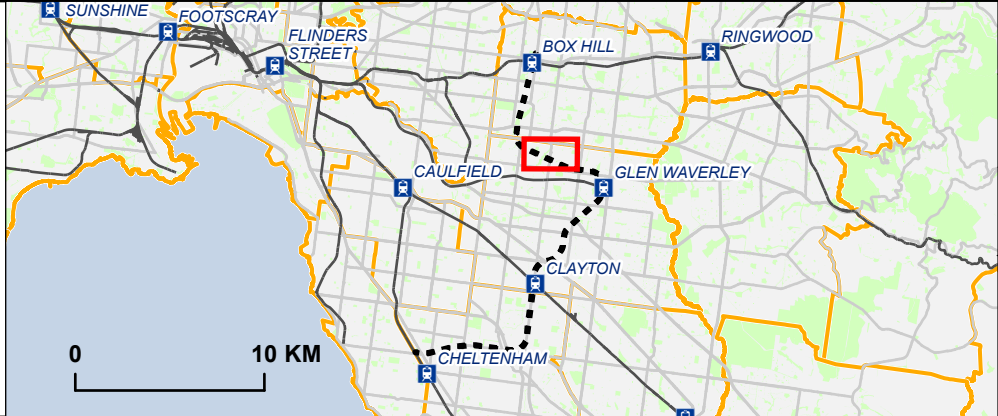 SUNSHINE
FOOTSCRAY
FLINDERS
STREET
BOX HILL
RINGWOOD
CAULFIELD
GLEN WAVERLEY
CLAYTON
CHELTENHAM
0 10 KM